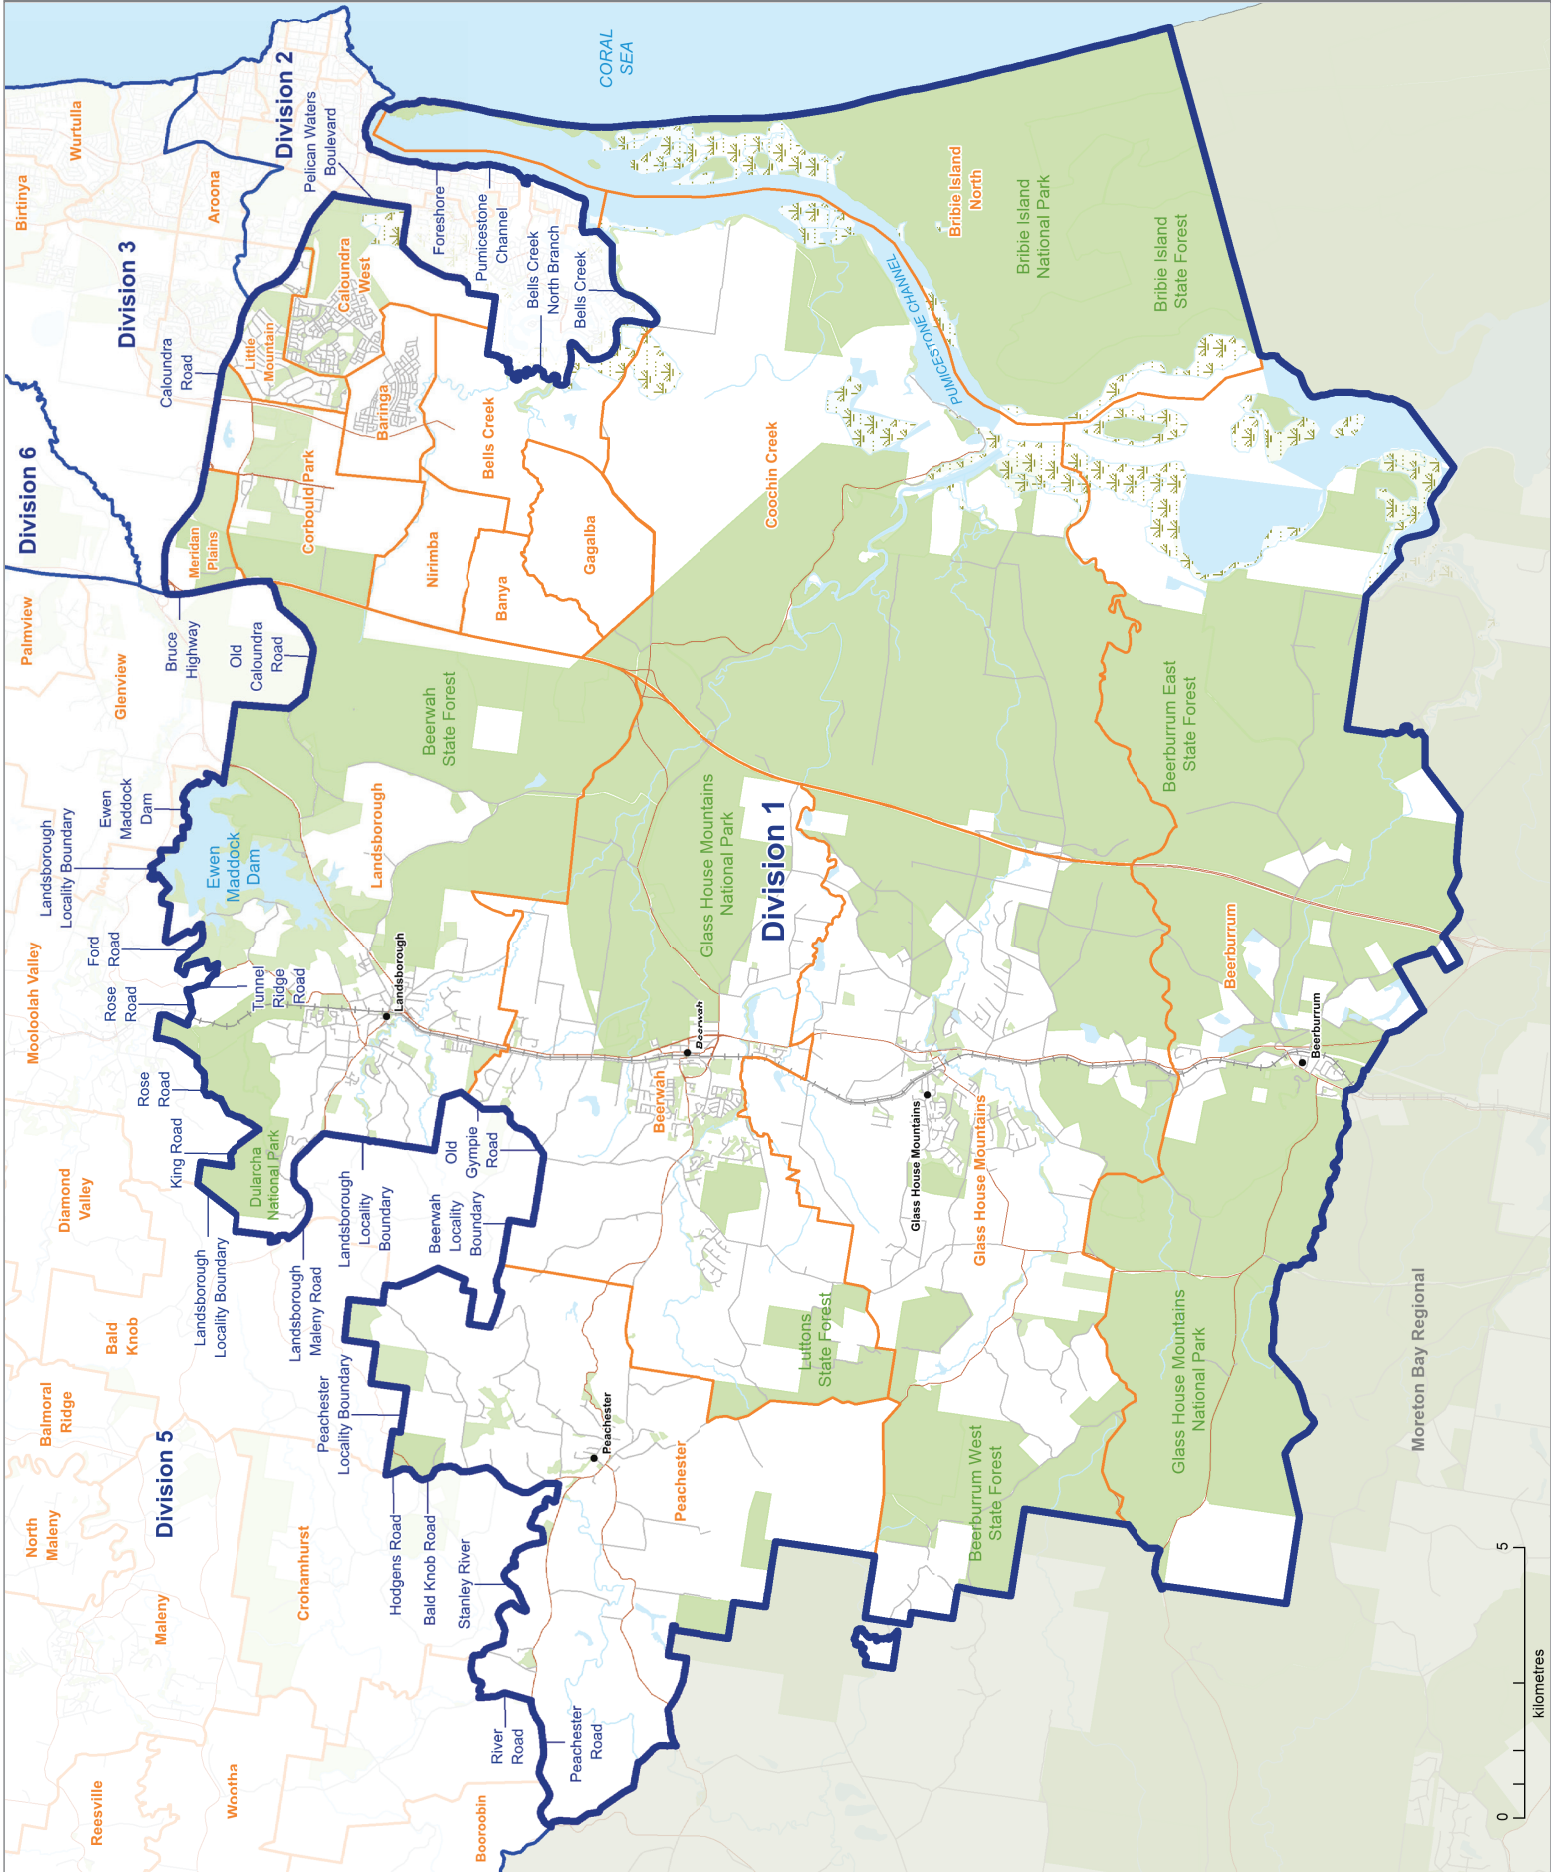 Reesville
Wootha
Booroobin
Maleny
North
Maleny
Balmoral
Ridge
Bald
Knob
Diamond
Valley
Mooloolah Valley
Glenview
Palmview
Birtinya
Wurtulla
Aroona
Crohamhurst
Division 5
Division 6
Division 3
Division 2
Division 1
River
Road
Peachester
Road
Stanley River
Bald Knob Road
Hodgens Road
Peachester
Locality Boundary
Landsborough
Maleny Road
Landsborough
Locality Boundary
King Road
Rose
Road
Landsborough
Locality
Boundary
Beerwah
Locality
Boundary
Old
Gympie
Road
Rose
Road
Tunnel
Ridge
Road
Ford
Road
Landsborough
Locality Boundary
Ewen
Maddock
Dam
Ewen
Maddock
Dam
Old
Caloundra
Road
Bruce
Highway
Caloundra
Road
Pelican Waters
Boulevard
Foreshore
Pumicestone
Channel
Bells Creek
North Branch
Bells Creek
CORAL
SEA
PUMICESTONE CHANNEL
Dularcha
National Park
Landsborough
Landsborough
Beerwah
State Forest
Meridan
Plains
Corbould Park
Little
Mountain
Caloundra
West
Baringa
Nirimba
Banya
Bells Creek
Gagalba
Coochin Creek
Bribie Island
North
Bribie Island
National Park
Bribie Island
State Forest
Peachester
Peachester
Beerwah
Beerwah
Glass House Mountains
National Park
Luttons
State Forest
Glass House Mountains
Glass House Mountains
Beerburrum West
State Forest
Glass House Mountains
National Park
Beerburrum East
State Forest
Beerburrum
Beerburrum
Moreton Bay Regional
0
5
kilometres